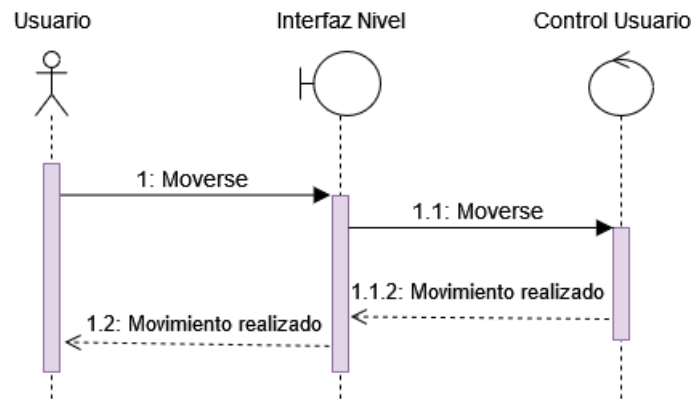 Usuario
Interfaz Nivel
Control Usuario
1: Moverse
1.1: Moverse
1.1.2: Movimiento realizado
1.2: Movimiento realizado